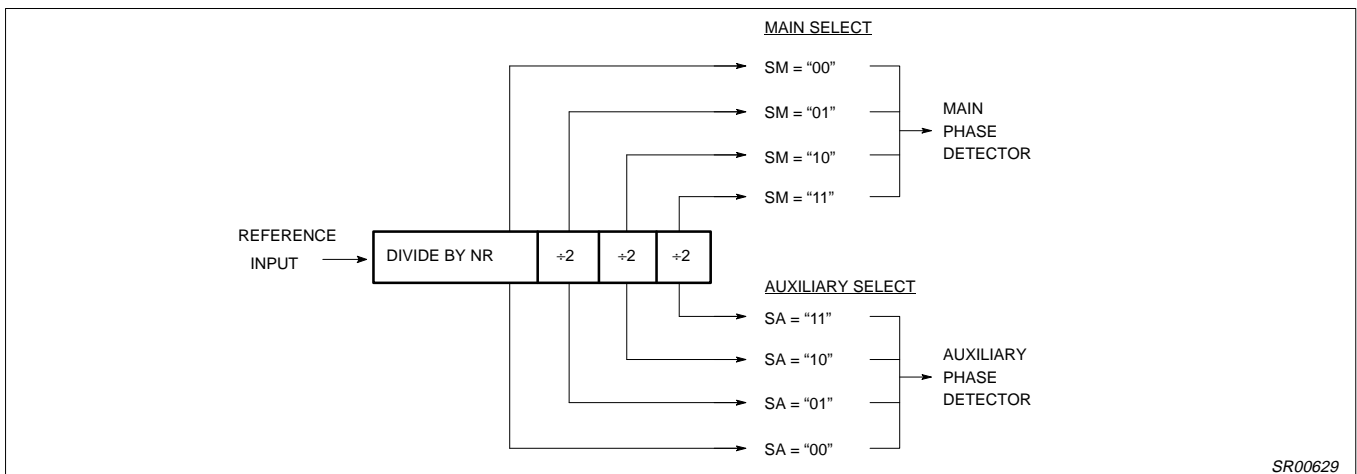 MAIN SELECT
SM = “00”
SM = “01”
SM = “10”
SM = “11”
MAIN
PHASE
DETECTOR
REFERENCE
INPUT
DIVIDE BY NR
÷2
÷2
÷2
AUXILIARY SELECT
SA = “11”
SA = “10”
SA = “01”
SA = “00”
AUXILIARY
PHASE
DETECTOR
SR00629